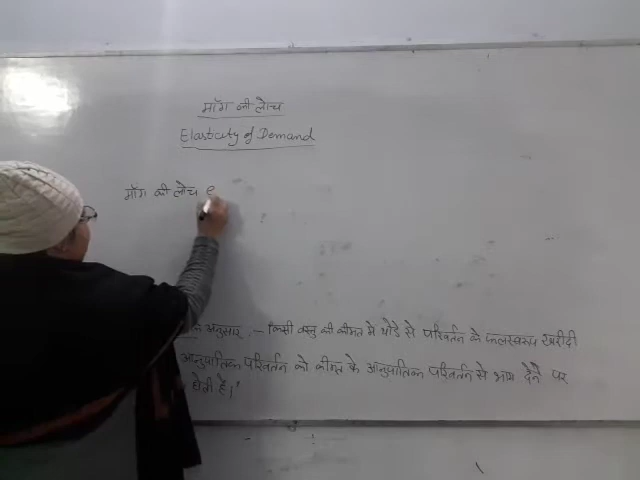 माँग की लोच
Elasticity of Demand
माँग की लोच e
के अनुसार :- किसी वस्तु की कीमत में थोडे से परिवर्तन के फलस्वरूप खरीदी
आनुपातिक परिवर्तन को कीमत के आनुपातिक परिवर्तन से भाग देने पर
होती है।'